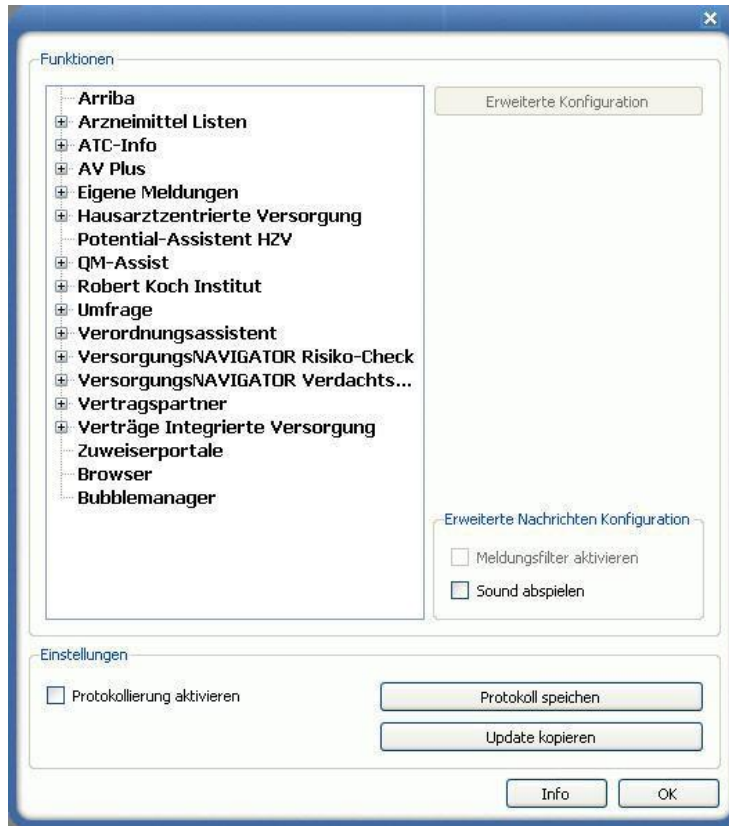 Funktionen
Arriba
Arzneimittel Listen
ATC-Info
AV Plus
Eigene Meldungen
Hausarztzentrierte Versorgung
Potential-Assistent HZV
QM-Assist
Robert Koch Institut
Umfrage
Verordnungsassistent
VersorgungsNAVIGATOR Risiko-Check
VersorgungsNAVIGATOR Verdachts...
Vertragspartner
Verträge Integrierte Versorgung
Zuweiserportale
Browser
Bubblemanager
Erweiterte Konfiguration
Erweiterte Nachrichten Konfiguration
Meldungsfilter aktivieren
Sound abspielen
Einstellungen
Protokollierung aktivieren
Protokoll speichen
Update kopieren
Info
OK